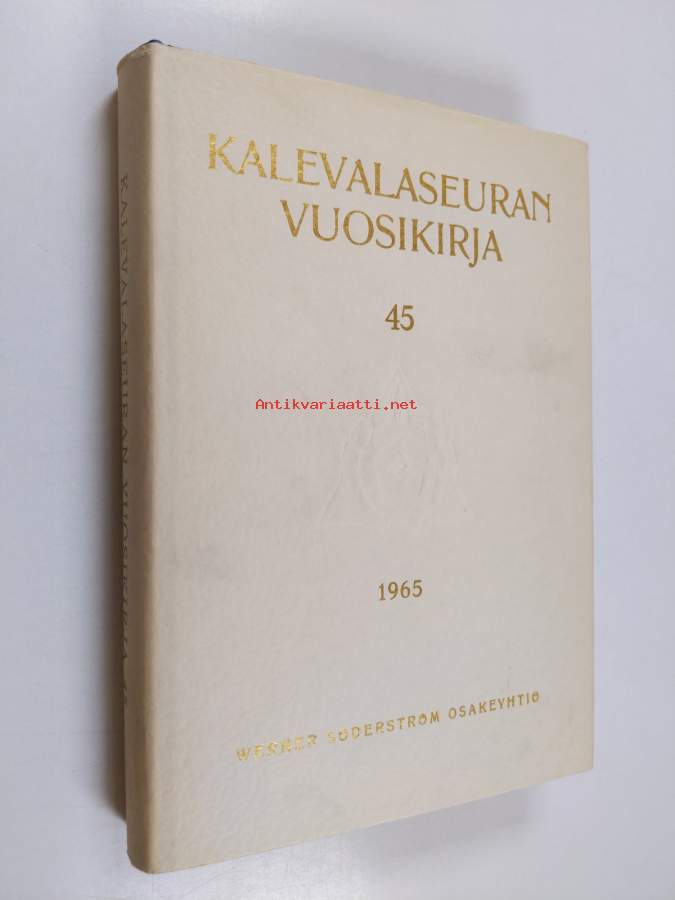 KALEVALASEURAN
VUOSIKIRJA
45
Antikvariaatti.net
1965
WERNER SÖDERSTRÖM OSAKEYHTIÖ
KALEVALASEURAN VUOSIKIRJA